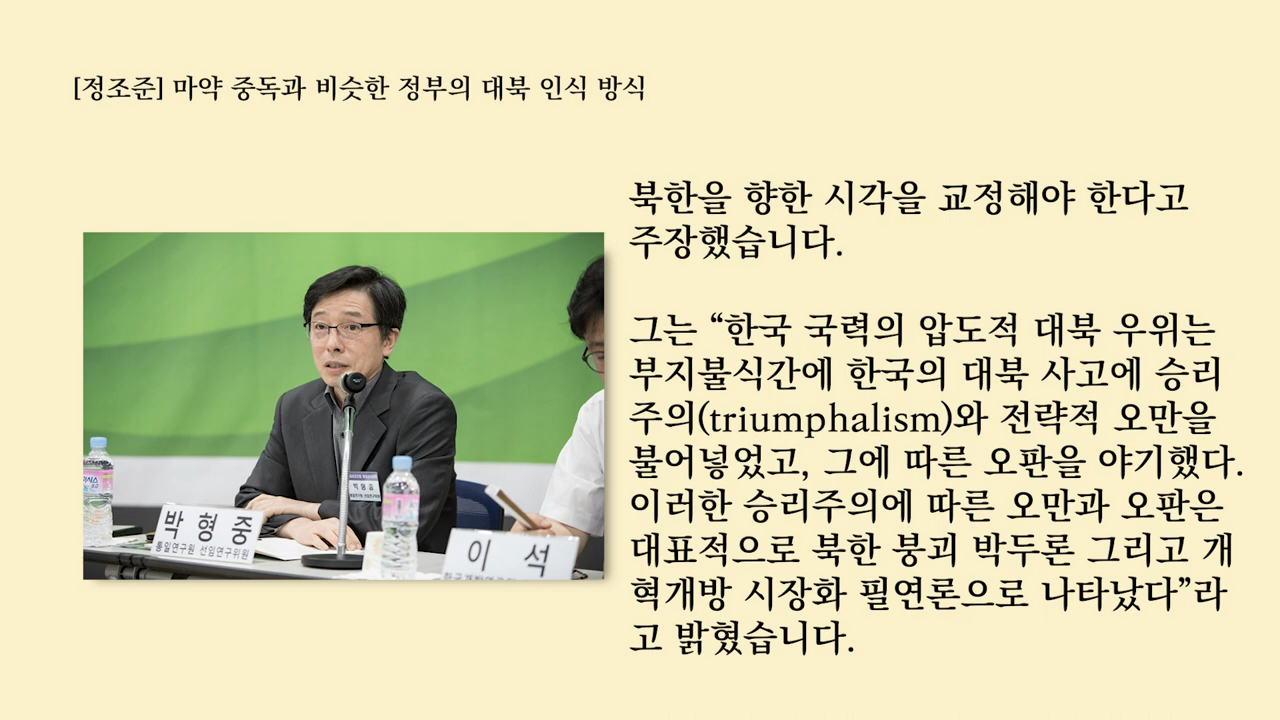 [정조준] 마약 중독과 비슷한 정부의 대북 인식 방식
북한을 향한 시각을 교정해야 한다고
주장했습니다.
그는 “한국 국력의 압도적 대북 우위는
부지불식간에 한국의 대북 사고에 승리
주의(triumphalism)와 전략적 오만을
불어넣었고, 그에 따른 오판을 야기했다.
이러한 승리주의에 따른 오만과 오판은
대표적으로 북한 붕괴 박두론 그리고 개
혁개방 시장화 필연론으로 나타났다”라
고 밝혔습니다.
박형중
통일연구원 선임연구위원
박형중
이 석